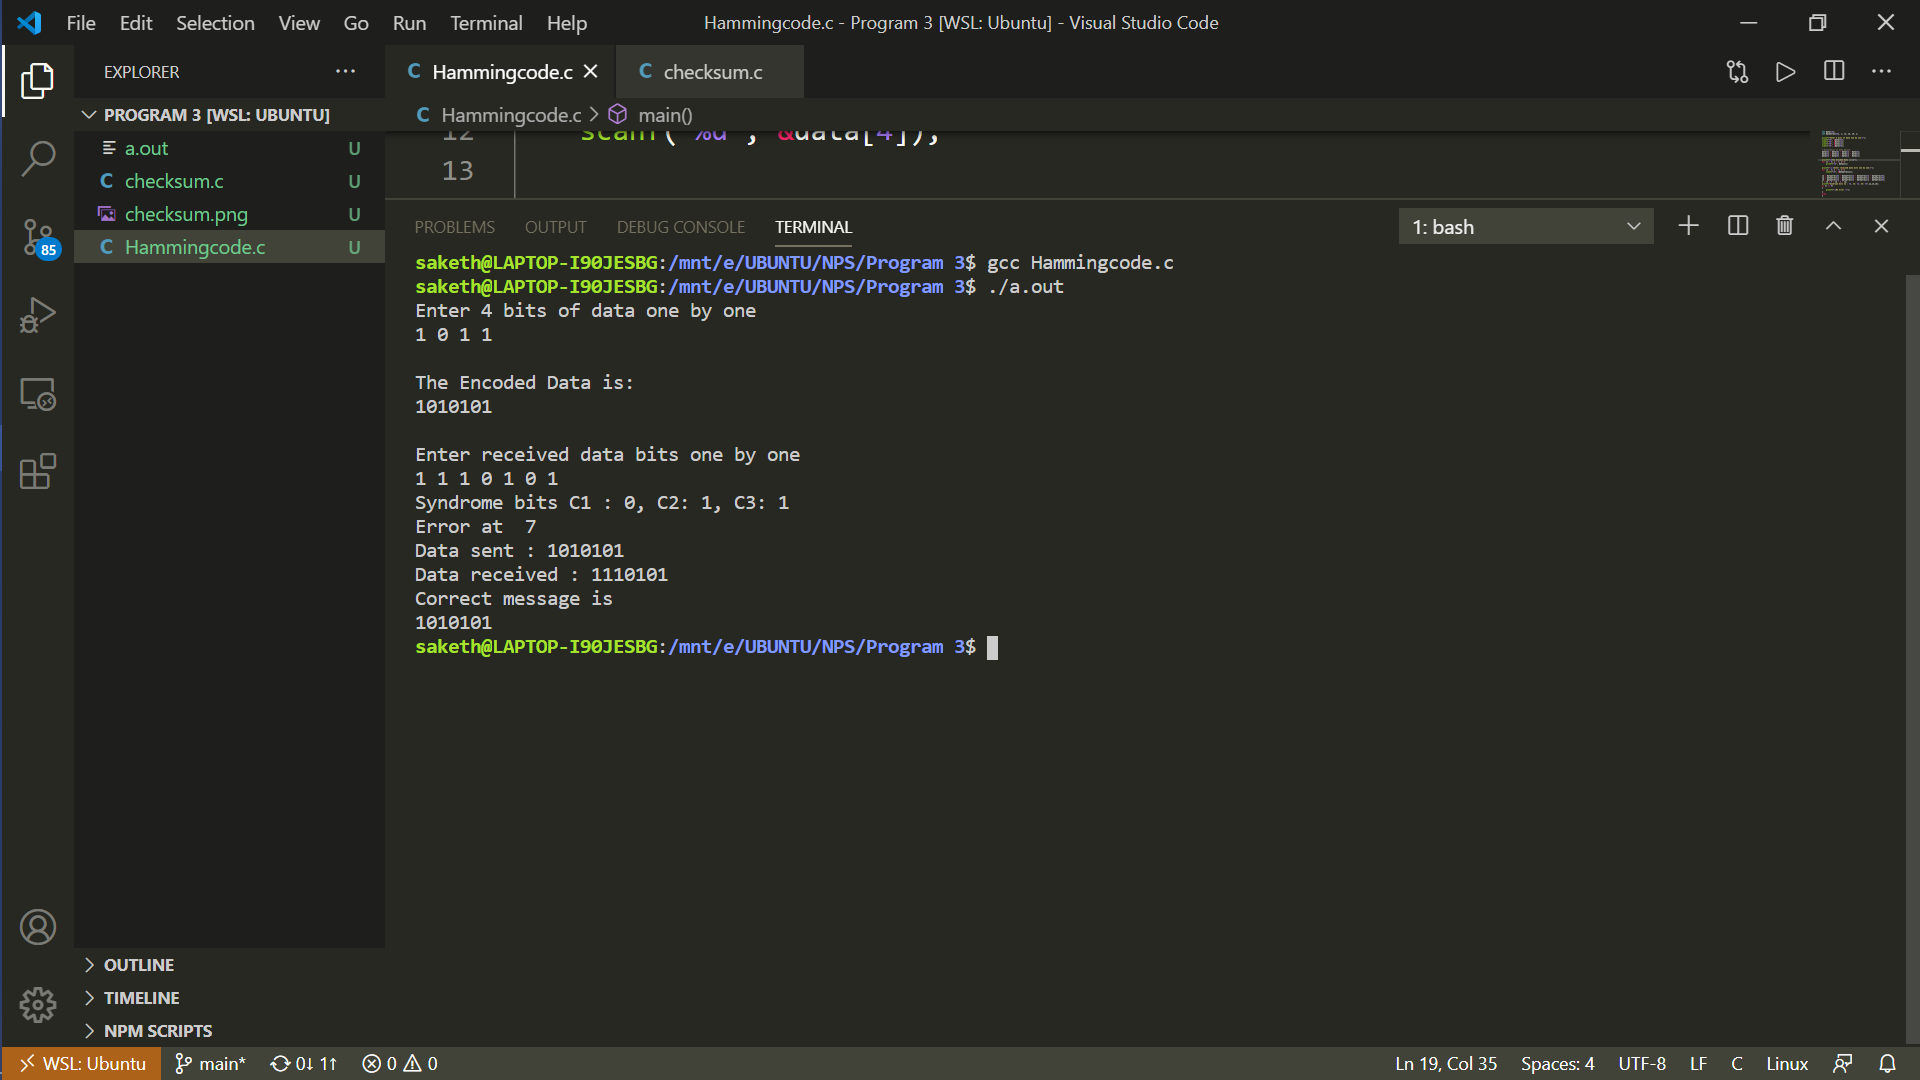 File Edit Selection View Go Run Terminal Help
Hammingcode.c - Program 3 [WSL: Ubuntu] - Visual Studio Code
EXPLORER
PROGRAM 3 [WSL: UBUNTU]
a.out U
C checksum.c U
checksum.png U
C Hammingcode.c U
85
OUTLINE
TIMELINE
NPM SCRIPTS
C Hammingcode.c
C checksum.c
C Hammingcode.c > main()
12 scanf("%d", &data[4]);
13
PROBLEMS OUTPUT DEBUG CONSOLE TERMINAL
1: bash
saketh@LAPTOP-I90JESBG:/mnt/e/UBUNTU/NPS/Program 3$ gcc Hammingcode.c
saketh@LAPTOP-I90JESBG:/mnt/e/UBUNTU/NPS/Program 3$ ./a.out
Enter 4 bits of data one by one
1 0 1 1
The Encoded Data is:
1010101
Enter received data bits one by one
1 1 1 0 1 0 1
Syndrome bits C1 : 0, C2: 1, C3: 1
Error at  7
Data sent : 1010101
Data received : 1110101
Correct message is
1010101
saketh@LAPTOP-I90JESBG:/mnt/e/UBUNTU/NPS/Program 3$
WSL: Ubuntu main* 0↓ 1↑ 0 0
Ln 19, Col 35 Spaces: 4 UTF-8 LF C Linux